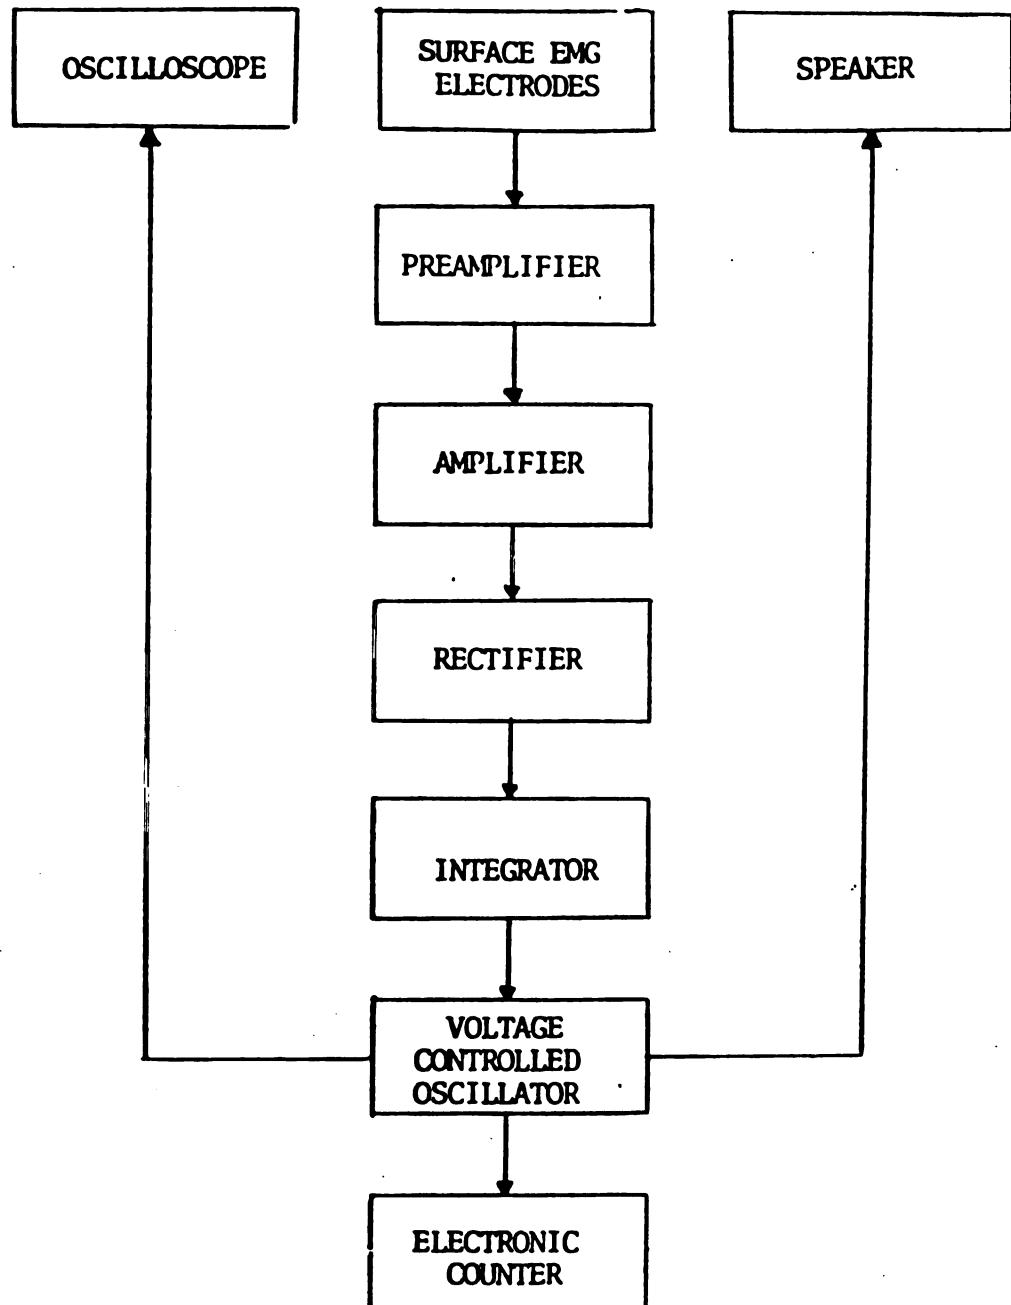 OSCILLOSCOPE
SURFACE EMG
ELECTRODES
SPEAKER
PREAMPLIFIER
AMPLIFIER
RECTIFIER
INTEGRATOR
VOLTAGE
CONTROLLED
OSCILLATOR
ELECTRONIC
COUNTER